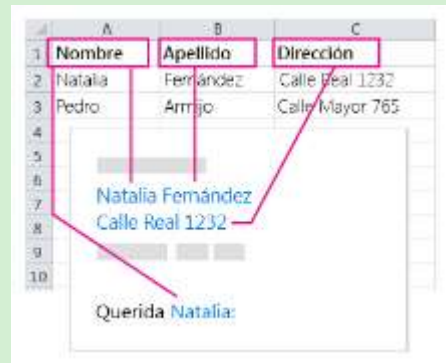 A B C
1 Nombre Apellido Dirección
2 Natalia Fernández Calle Real 1232
3 Pedro Armijo Calle Mayor 765
4
5
6
7
8
9
10
Natalia Fernández
Calle Real 1232
Querida Natalia: